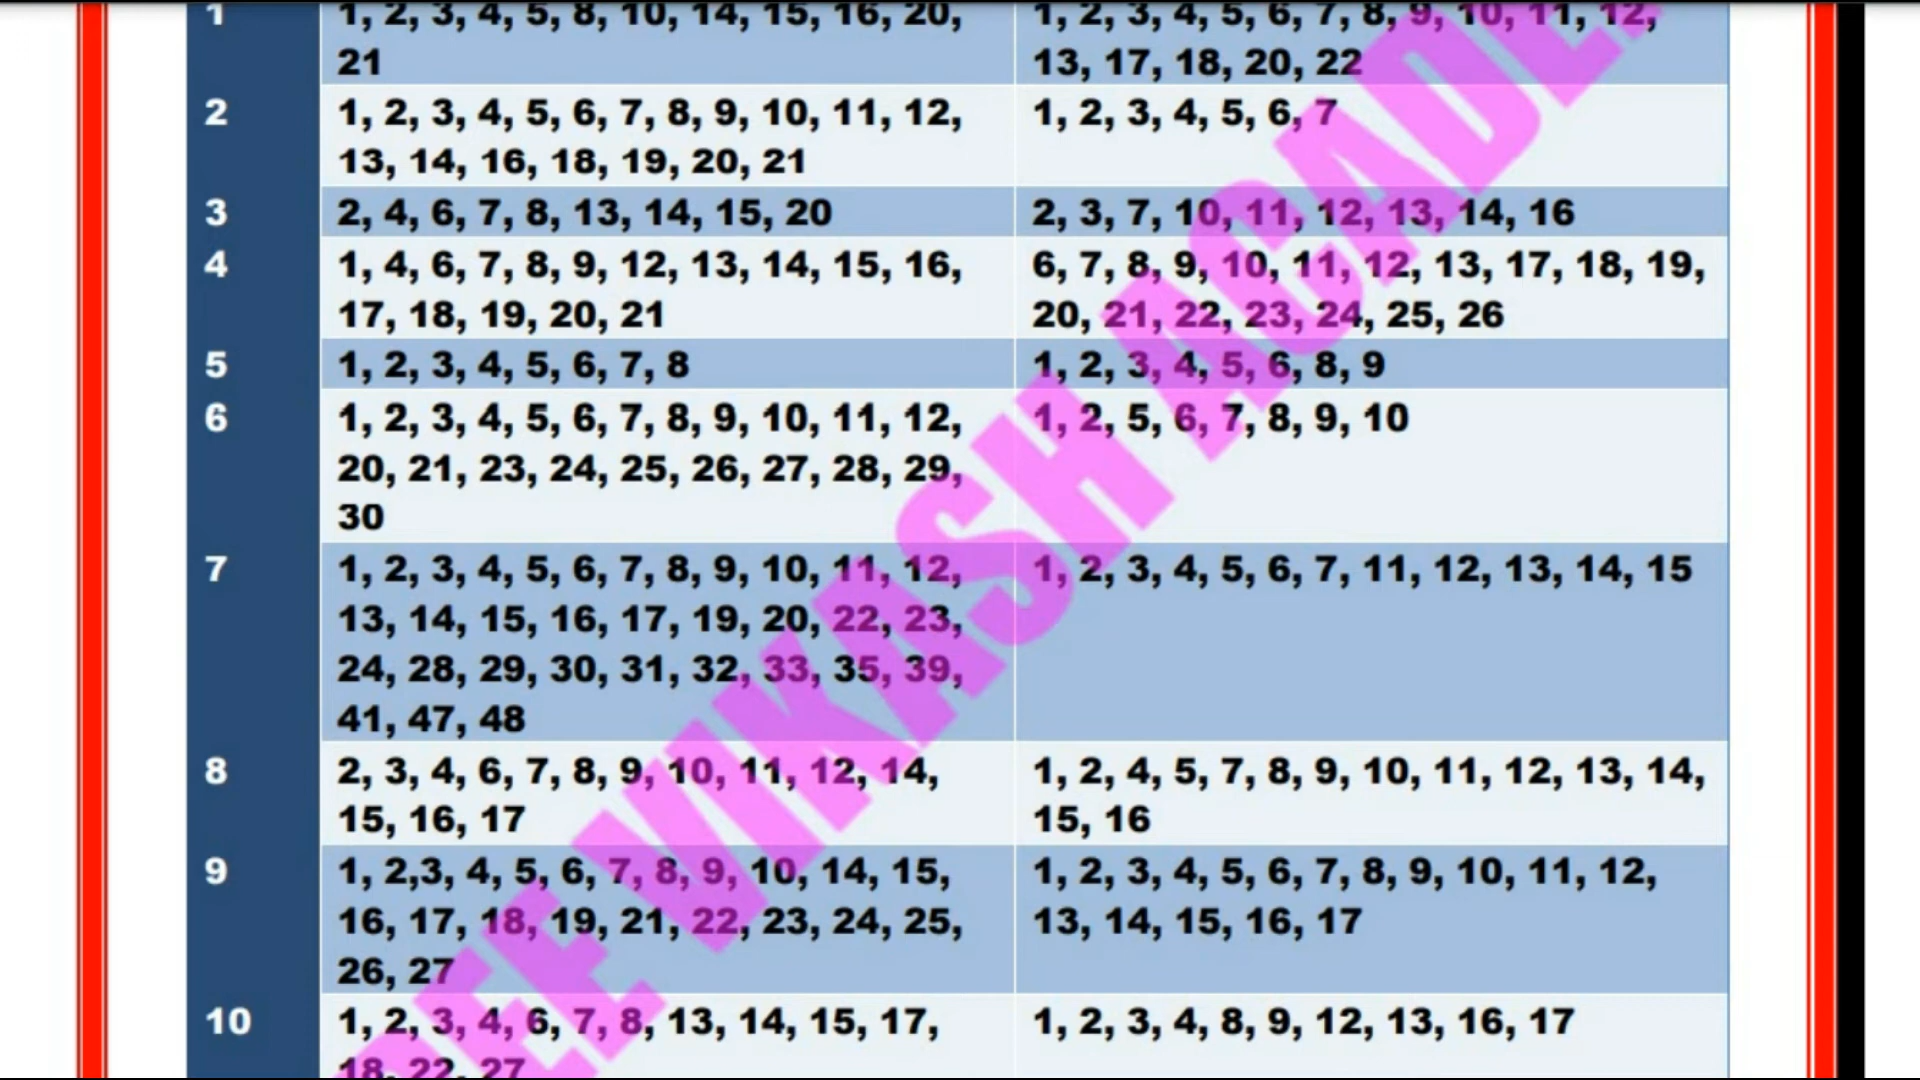 1 1, 2, 3, 4, 5, 8, 10, 14, 15, 16, 20, 1, 2, 3, 4, 5, 6, 7, 8, 9, 10, 11, 12,
21 13, 17, 18, 20, 22
2 1, 2, 3, 4, 5, 6, 7, 8, 9, 10, 11, 12, 1, 2, 3, 4, 5, 6, 7
13, 14, 16, 18, 19, 20, 21
3 2, 4, 6, 7, 8, 13, 14, 15, 20 2, 3, 7, 10, 11, 12, 13, 14, 16
4 1, 4, 6, 7, 8, 9, 12, 13, 14, 15, 16, 6, 7, 8, 9, 10, 11, 12, 13, 17, 18, 19,
17, 18, 19, 20, 21 20, 21, 22, 23, 24, 25, 26
5 1, 2, 3, 4, 5, 6, 7, 8 1, 2, 3, 4, 5, 6, 8, 9
6 1, 2, 3, 4, 5, 6, 7, 8, 9, 10, 11, 12, 1, 2, 5, 6, 7, 8, 9, 10
20, 21, 23, 24, 25, 26, 27, 28, 29,
30
7 1, 2, 3, 4, 5, 6, 7, 8, 9, 10, 11, 12, 1, 2, 3, 4, 5, 6, 7, 11, 12, 13, 14, 15
13, 14, 15, 16, 17, 19, 20, 22, 23,
24, 28, 29, 30, 31, 32, 33, 35, 39,
41, 47, 48
8 2, 3, 4, 6, 7, 8, 9, 10, 11, 12, 14, 1, 2, 4, 5, 7, 8, 9, 10, 11, 12, 13, 14,
15, 16, 17 15, 16
9 1, 2,3, 4, 5, 6, 7, 8, 9, 10, 14, 15, 1, 2, 3, 4, 5, 6, 7, 8, 9, 10, 11, 12,
16, 17, 18, 19, 21, 22, 23, 24, 25, 13, 14, 15, 16, 17
26, 27
10 1, 2, 3, 4, 6, 7, 8, 13, 14, 15, 17, 1, 2, 3, 4, 8, 9, 12, 13, 16, 17
18, 22, 27
VIKASH